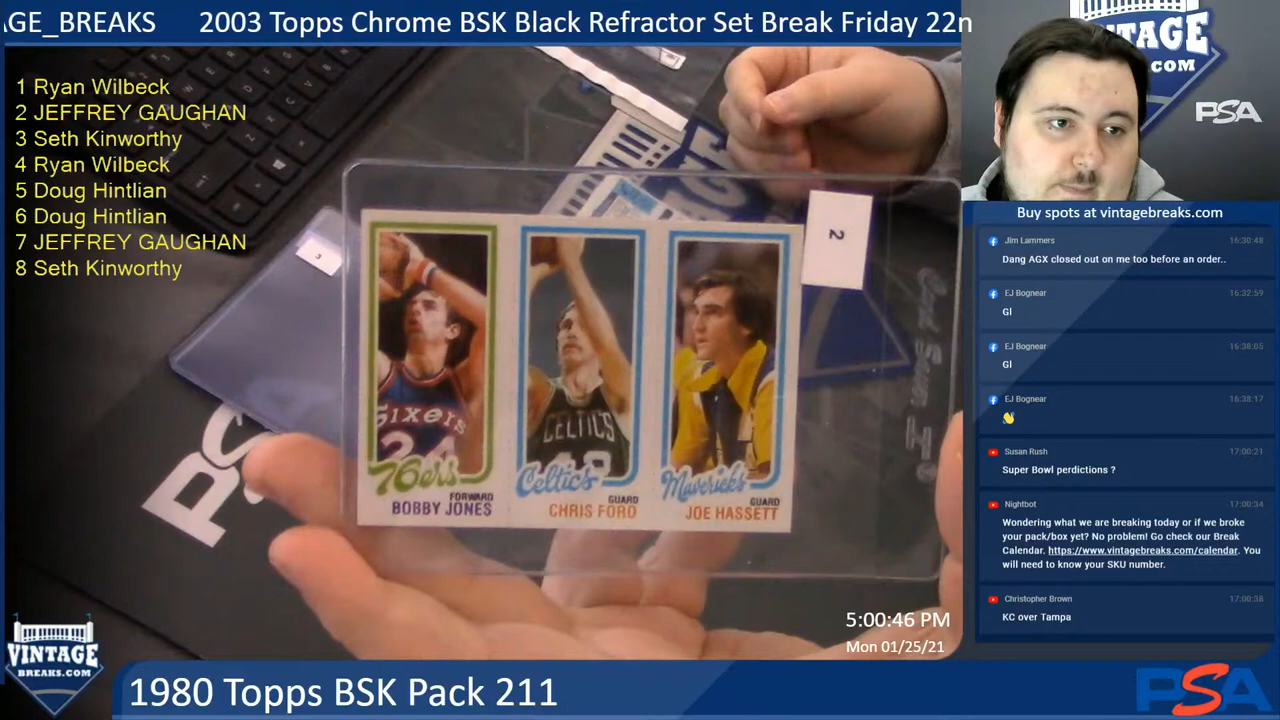 AGE_BREAKS 2003 Topps Chrome BSK Black Refractor Set Break Friday 22n
1 Ryan Wilbeck
2 JEFFREY GAUGHAN
3 Seth Kinworthy
4 Ryan Wilbeck
5 Doug Hintlian
6 Doug Hintlian
7 JEFFREY GAUGHAN
8 Seth Kinworthy
TAGE
.COM
PSA
3
2
SIXERS
24
76ers
FORWARD
BOBBY JONES
CELTICS
Celtics
GUARD
CHRIS FORD
Mavericks
GUARD
JOE HASSETT
5:00:46 PM
Mon 01/25/21
Buy spots at vintagebreaks.com
Jim Lammers 16:30:48
Dang AGX closed out on me too before an order..
EJ Bognear 16:32:59
Gl
EJ Bognear 16:38:05
Gl
EJ Bognear 16:38:17
👋
Susan Rush 17:00:21
Super Bowl perdictions ?
Nightbot 17:00:34
Wondering what we are breaking today or if we broke
your pack/box yet? No problem! Go check our Break
Calendar. https://www.vintagebreaks.com/calendar. You
will need to know your SKU number.
Christopher Brown 17:00:38
KC over Tampa
VINTAGE
BREAKS.COM
1980 Topps BSK Pack 211
PSA